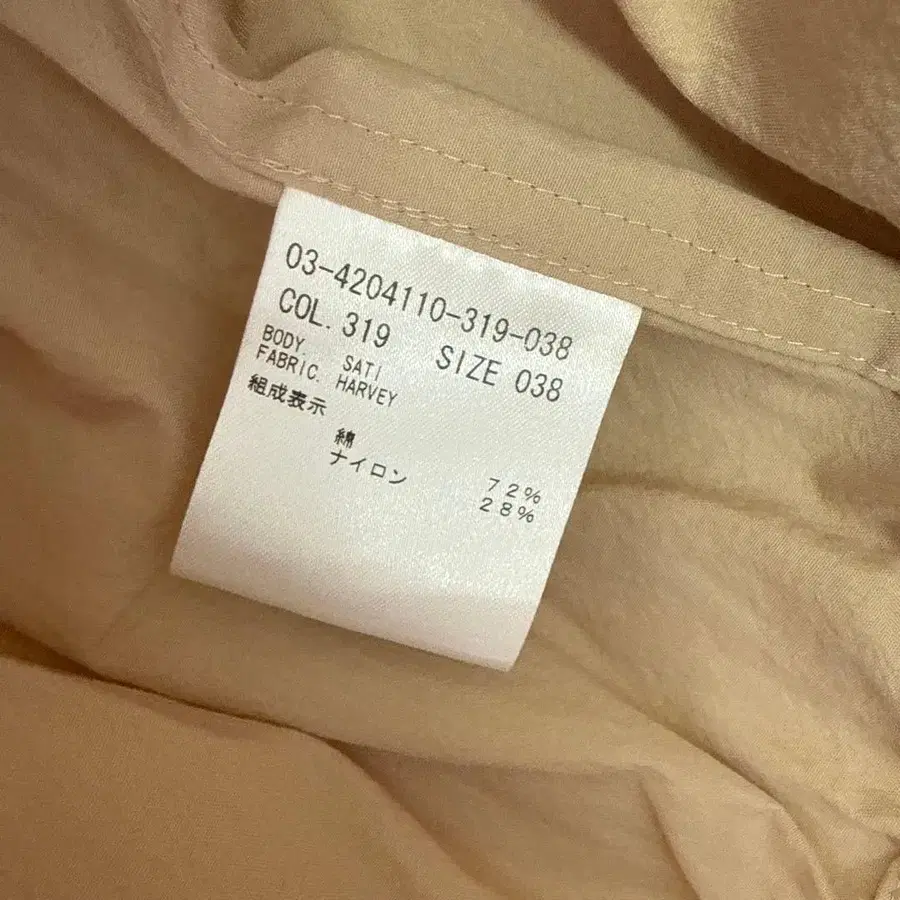 03-4204110-319-038
COL. 319 SIZE 038
BODY. SATI
FABRIC. HARVEY
組成表示
綿 72%
ナイロン 28%